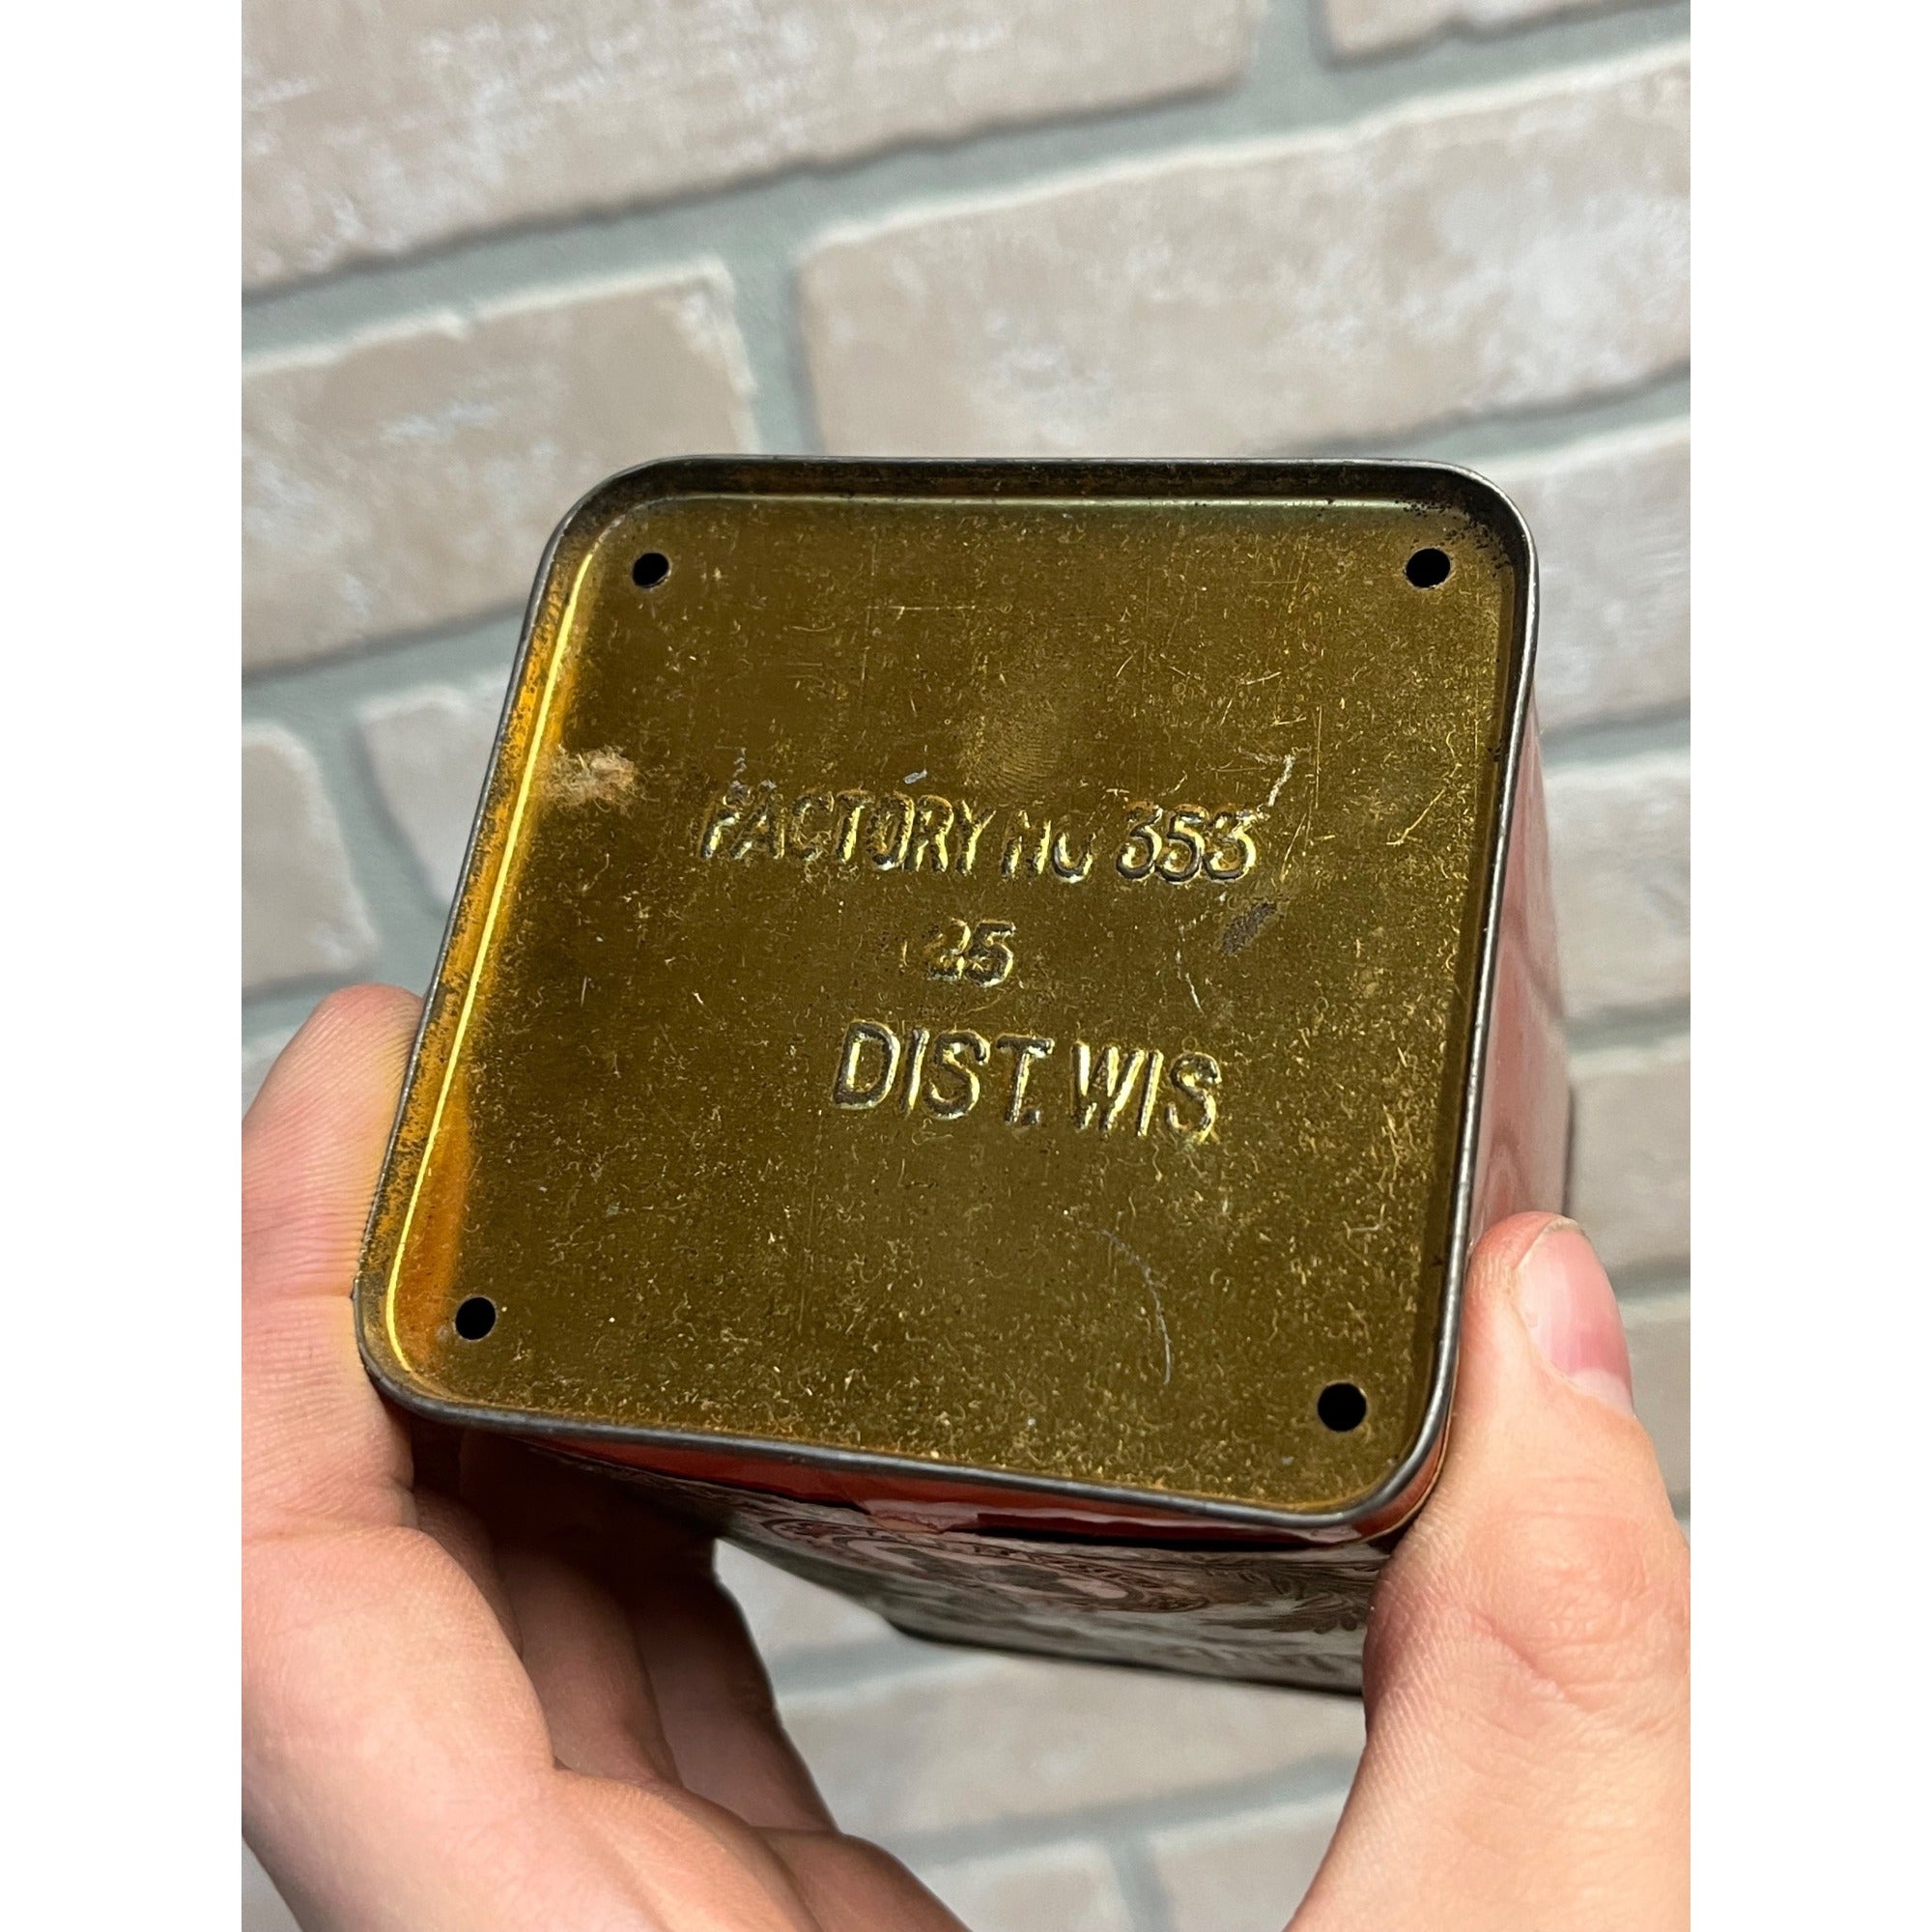 FACTORY NO 353
25
DIST. WIS